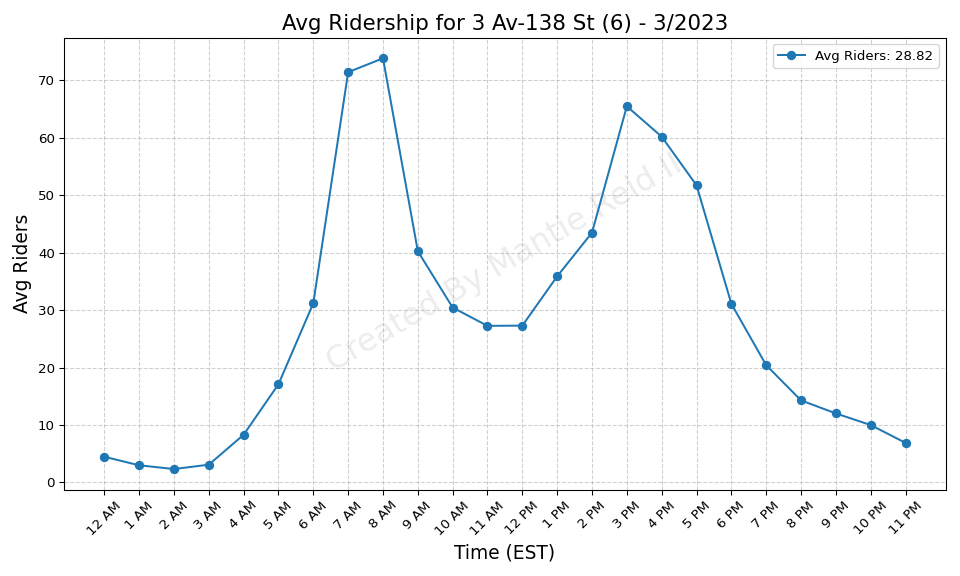 Avg Ridership for 3 Av-138 St (6) - 3/2023
Avg Riders: 28.82
70
60
50
40
30
20
10
0
Avg Riders
Created By Mantie Reid II
12 AM
1 AM
2 AM
3 AM
4 AM
5 AM
6 AM
7 AM
8 AM
9 AM
10 AM
11 AM
12 PM
1 PM
2 PM
3 PM
4 PM
5 PM
6 PM
7 PM
8 PM
9 PM
10 PM
11 PM
Time (EST)